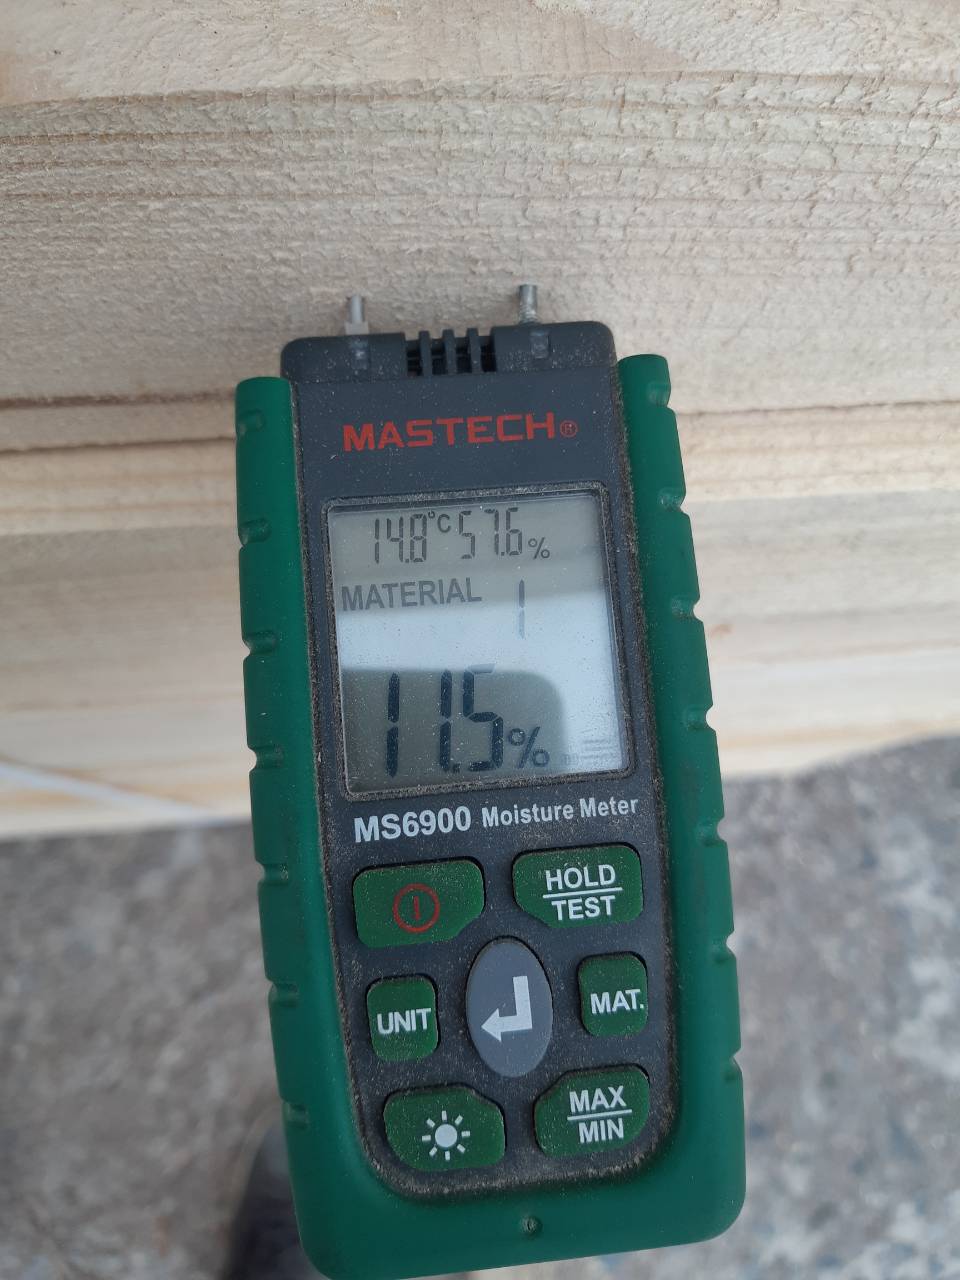 MASTECH®
14.8°C 57.6%
MATERIAL 1
11.5%
MS6900 Moisture Meter
HOLD
TEST
UNIT
MAT.
MAX
MIN